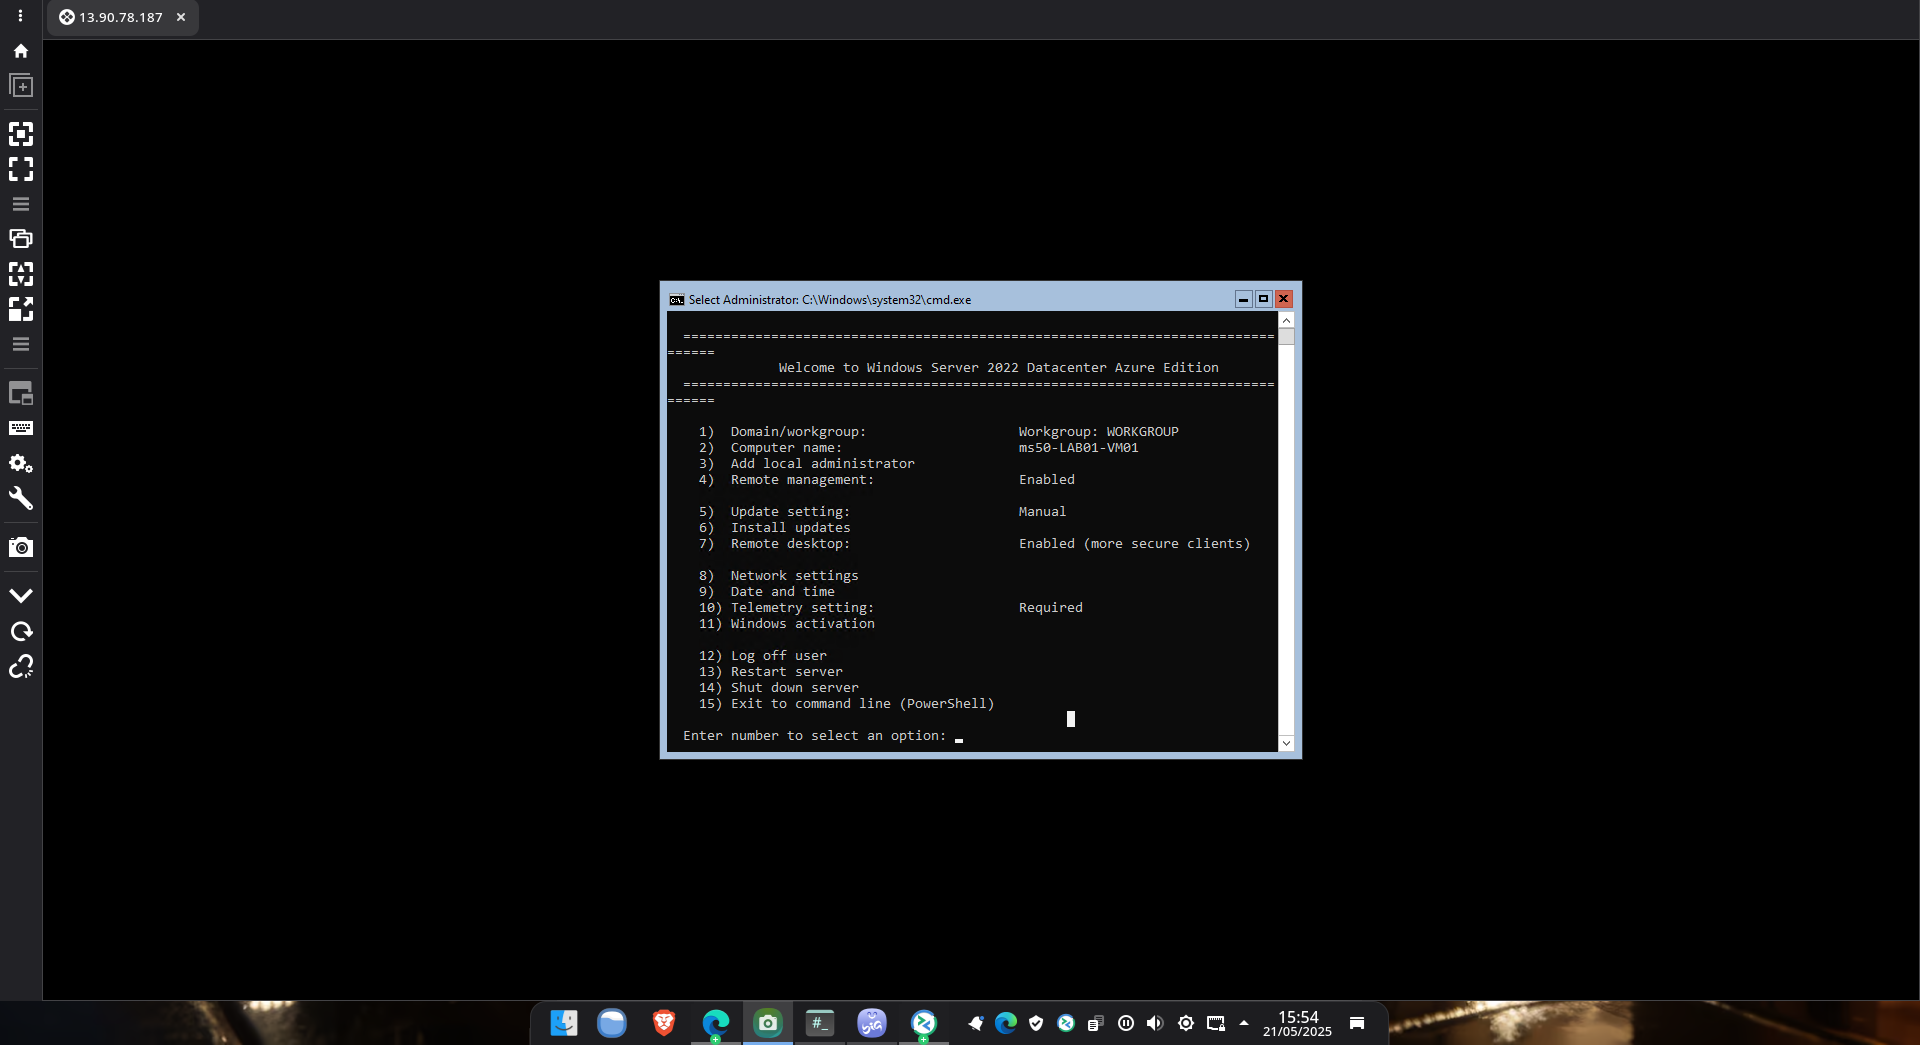 13.90.78.187
Select Administrator: C:\Windows\system32\cmd.exe
==========================================================================
======
Welcome to Windows Server 2022 Datacenter Azure Edition
==========================================================================
======
1) Domain/workgroup: Workgroup: WORKGROUP
2) Computer name: ms50-LAB01-VM01
3) Add local administrator
4) Remote management: Enabled
5) Update setting: Manual
6) Install updates
7) Remote desktop: Enabled (more secure clients)
8) Network settings
9) Date and time
10) Telemetry setting: Required
11) Windows activation
12) Log off user
13) Restart server
14) Shut down server
15) Exit to command line (PowerShell)
Enter number to select an option:
#_
sig
15:54
21/05/2025